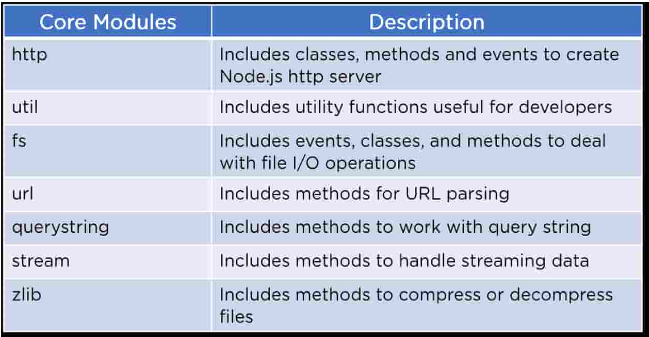 Core Modules Description
http Includes classes, methods and events to create
Node.js http server
util Includes utility functions useful for developers
fs Includes events, classes, and methods to deal
with file I/O operations
url Includes methods for URL parsing
querystring Includes methods to work with query string
stream Includes methods to handle streaming data
zlib Includes methods to compress or decompress
files